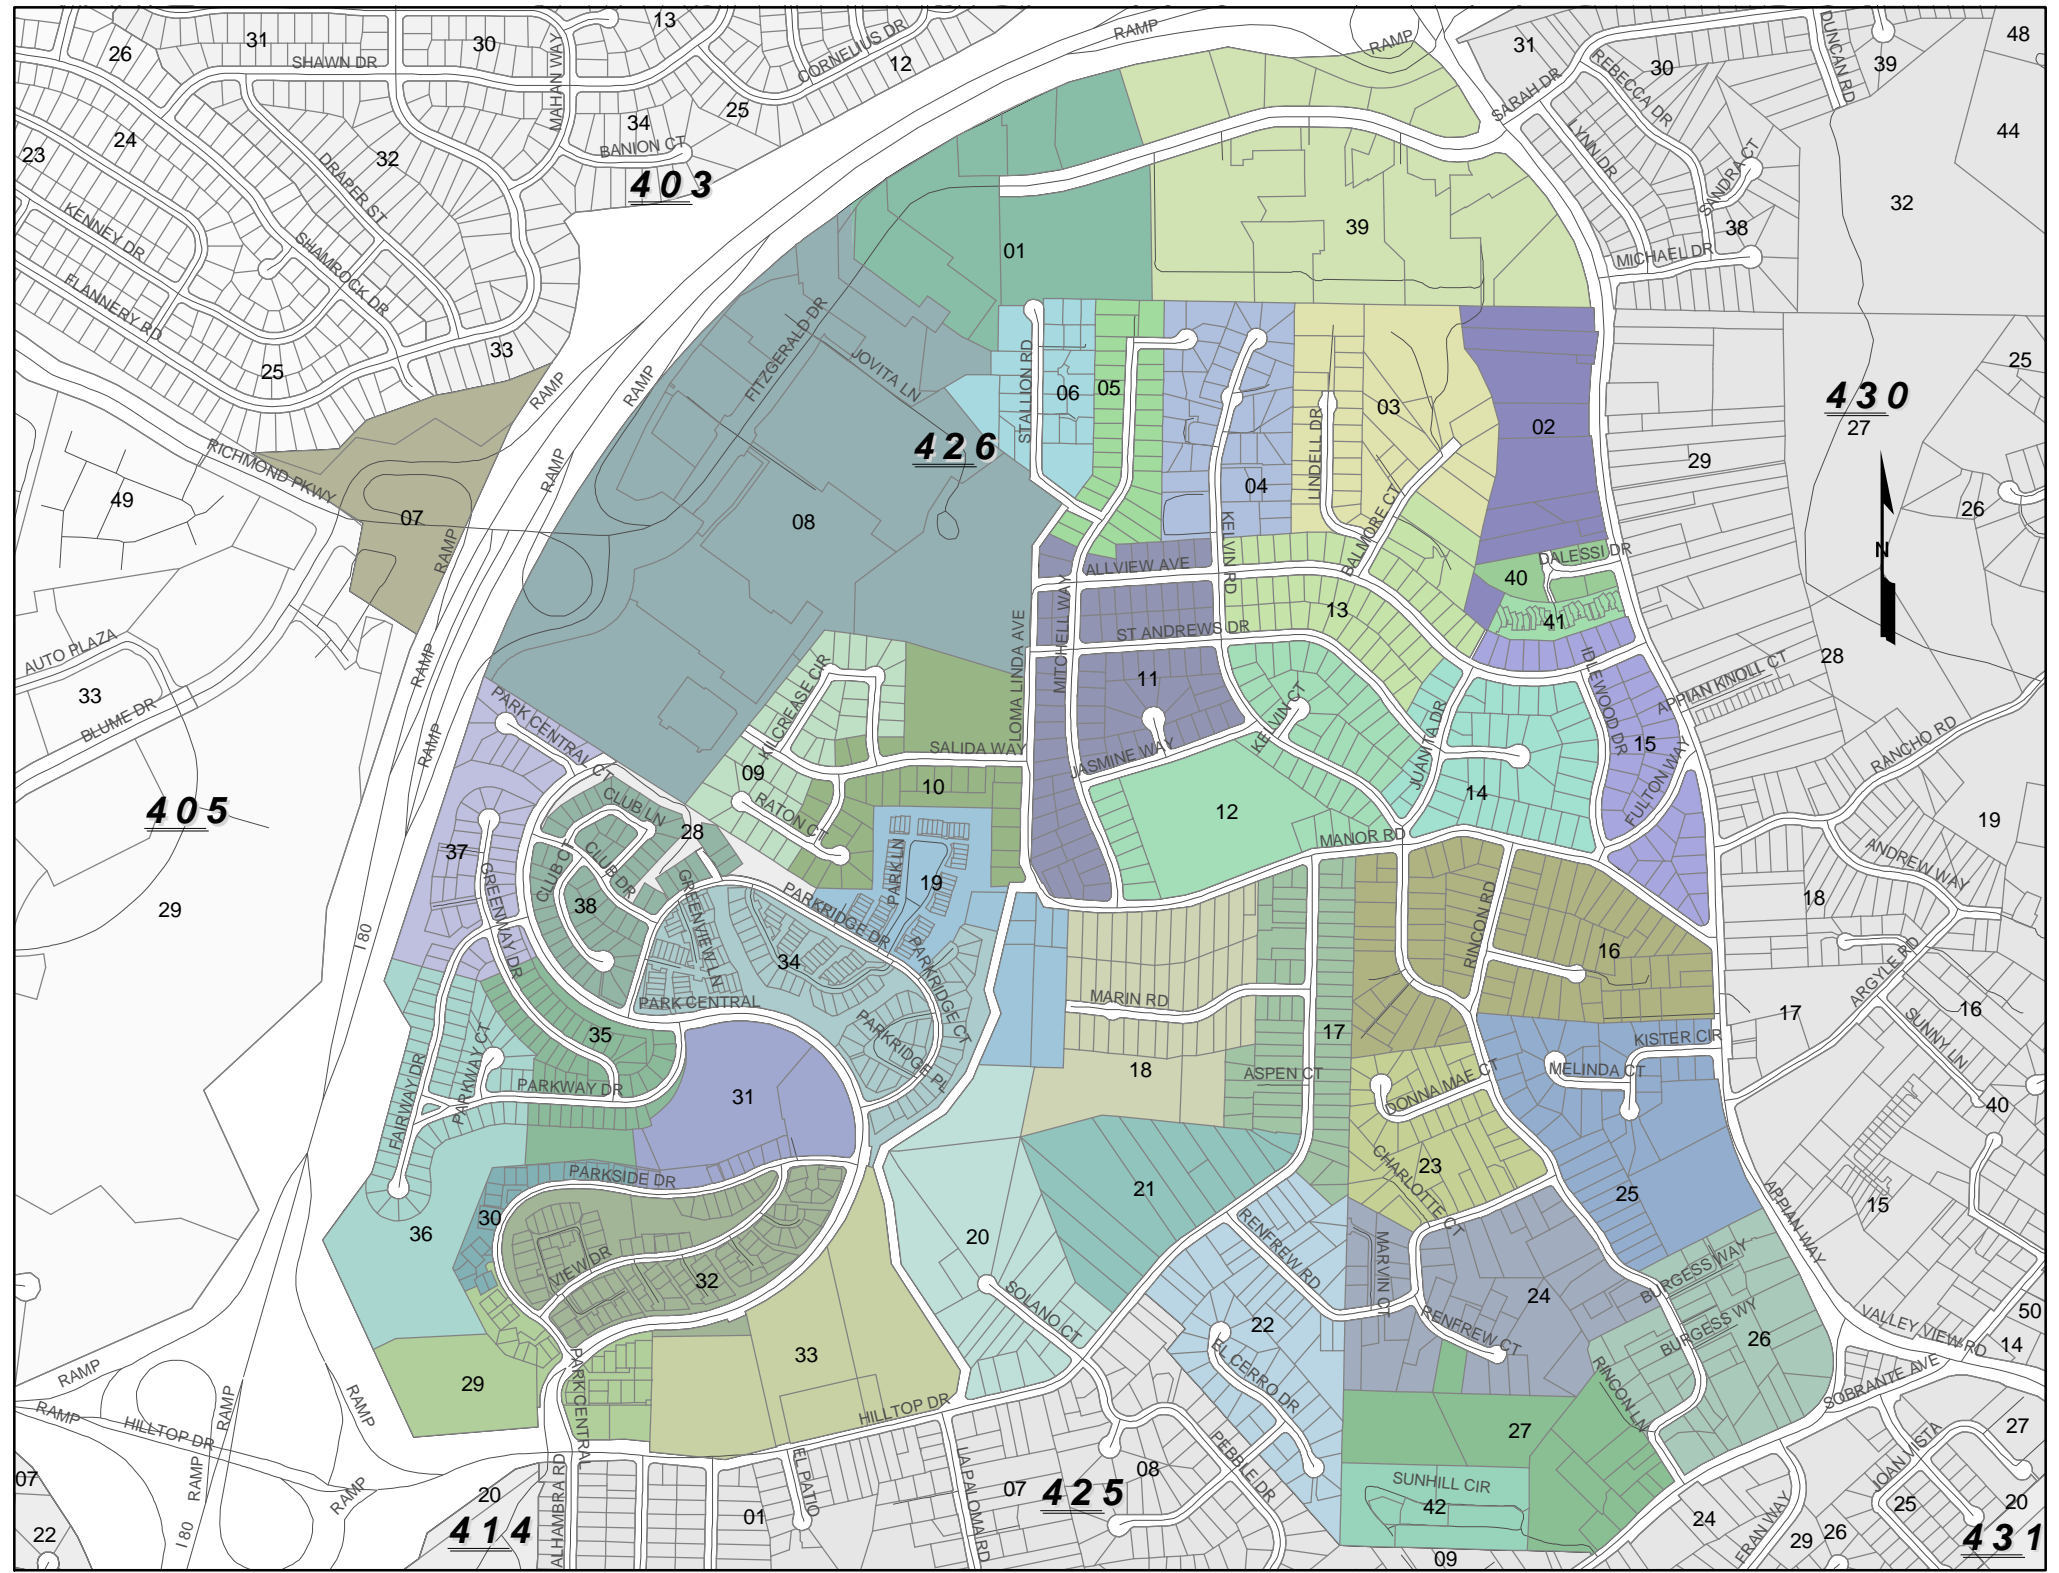 RAMP
RAMP
13
31
30
26
SHAWN DR
MAHAN WAY
CORNELIUS DR
12
25
34
BANION CT
24
23
32
DRAPER ST
403
KENNEY DR
SHAMROCK DR
FLANNERY RD
33
25
31
SARAH DR
30
REBECCA DR
DUNCAN RD
39
48
44
LYNN DR
SANDRA CT
38
MICHAEL DR
32
39
01
RAMP
RAMP
FITZGERALD DR
JOVITA LN
STALLION RD
06
05
LINDELL DR
03
02
430
27
25
29
26
426
RICHMOND PKWY
RAMP
49
07
RAMP
08
04
KELVIN RD
BALMORE CT
N
DALESSI DR
40
41
ALLVIEW AVE
13
MITCHELL WAY
LOMA LINDA AVE
ST ANDREWS DR
11
IDLEWOOD DR
28
APPIAN KNOLL CT
AUTO PLAZA
33
BLUME DR
RAMP
RAMP
PARK CENTRAL CT
KILCREASE CIR
SALIDA WAY
JASMINE WAY
KELVIN CT
JUANITA DR
15
FULTON WAY
RANCHO RD
405
09
RATON CT
10
12
14
MANOR RD
19
CLUB LN
28
37
CLUB CT
CLUB DR
38
GREENWAY DR
GREENVIEW LN
PARK LN
19
PARKRIDGE DR
ANDREW WAY
18
29
I 80
34
PARKRIDGE CT
RINCON RD
16
ARGYLE RD
PARK CENTRAL
MARIN RD
17
17
16
SUNNY LN
35
PARKWAY CT
PARKWAY DR
FAIRWAY DR
PARKRIDGE PL
KISTER CIR
MELINDA CT
18
ASPEN CT
DONNA MAE CT
31
40
PARKSIDE DR
30
36
21
23
CHARLOTTE CT
25
15
APPIAN WAY
20
VIEW DR
32
RENFREW RD
MARVIN CT
24
BURGESS WAY
BURGESS WY
26
SOLANO CT
22
RENFREW CT
50
VALLEY VIEW RD
14
33
EL CERRO DR
RINCON LN
SOBRANTE AVE
29
PARK CENTRAL
HILLTOP DR
RAMP
RAMP
HILLTOP DR
RAMP
RAMP
27
27
JOAN VISTA
RAMP
I 80
RAMP
07
22
20
414
ALHAMBRA RD
01
EL PATIO
LA PALOMA RD
07
425
08
PEBBLE DR
SUNHILL CIR
42
09
24
FRAN WAY
29
26
25
20
431